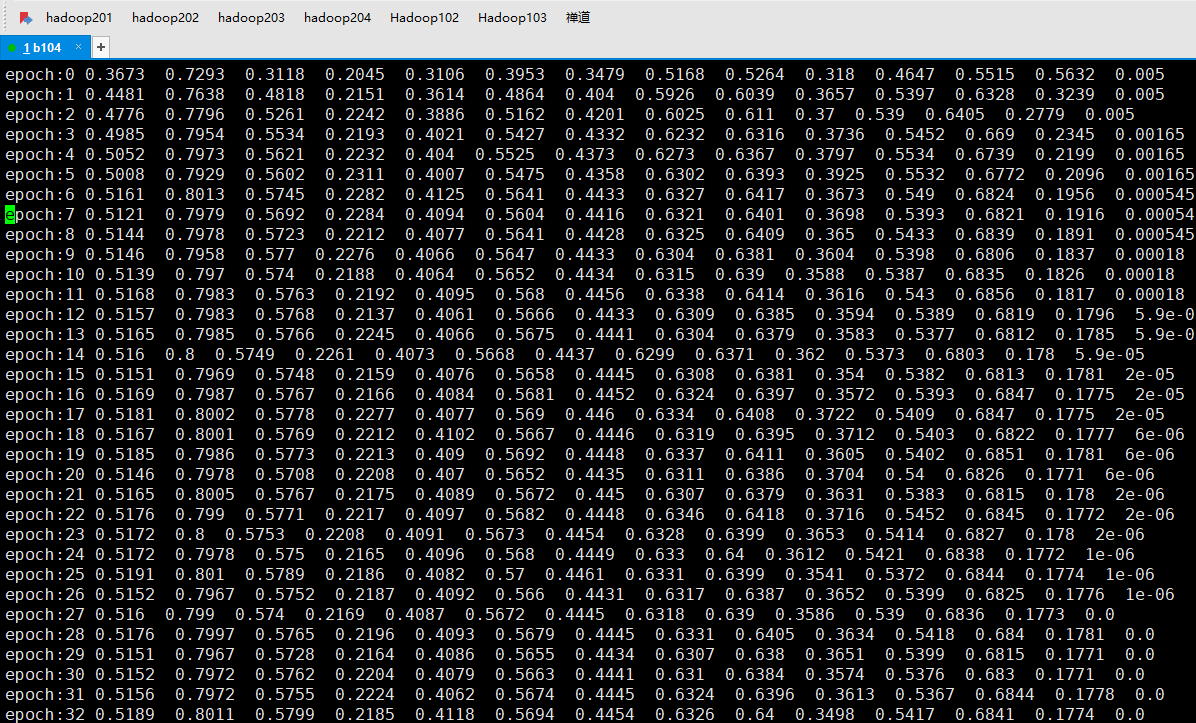 hadoop201 hadoop202 hadoop203 hadoop204 Hadoop102 Hadoop103 禅道
1 b104 × +
epoch:0 0.3673 0.7293 0.3118 0.2045 0.3106 0.3953 0.3479 0.5168 0.5264 0.318 0.4647 0.5515 0.5632 0.005
epoch:1 0.4481 0.7638 0.4818 0.2151 0.3614 0.4864 0.404 0.5926 0.6039 0.3657 0.5397 0.6328 0.3239 0.005
epoch:2 0.4776 0.7796 0.5261 0.2242 0.3886 0.5162 0.4201 0.6025 0.611 0.37 0.539 0.6405 0.2779 0.005
epoch:3 0.4985 0.7954 0.5534 0.2193 0.4021 0.5427 0.4332 0.6232 0.6316 0.3736 0.5452 0.669 0.2345 0.00165
epoch:4 0.5052 0.7973 0.5621 0.2232 0.404 0.5525 0.4373 0.6273 0.6367 0.3797 0.5534 0.6739 0.2199 0.00165
epoch:5 0.5008 0.7929 0.5602 0.2311 0.4007 0.5475 0.4358 0.6302 0.6393 0.3925 0.5532 0.6772 0.2096 0.00165
epoch:6 0.5161 0.8013 0.5745 0.2282 0.4125 0.5641 0.4433 0.6327 0.6417 0.3673 0.549 0.6824 0.1956 0.000545
epoch:7 0.5121 0.7979 0.5692 0.2284 0.4094 0.5604 0.4416 0.6321 0.6401 0.3698 0.5393 0.6821 0.1916 0.00054
epoch:8 0.5144 0.7978 0.5723 0.2212 0.4077 0.5641 0.4428 0.6325 0.6409 0.365 0.5433 0.6839 0.1891 0.000545
epoch:9 0.5146 0.7958 0.577 0.2276 0.4066 0.5647 0.4433 0.6304 0.6381 0.3604 0.5398 0.6806 0.1837 0.00018
epoch:10 0.5139 0.797 0.574 0.2188 0.4064 0.5652 0.4434 0.6315 0.639 0.3588 0.5387 0.6835 0.1826 0.00018
epoch:11 0.5168 0.7983 0.5763 0.2192 0.4095 0.568 0.4456 0.6338 0.6414 0.3616 0.543 0.6856 0.1817 0.00018
epoch:12 0.5157 0.7983 0.5768 0.2137 0.4061 0.5666 0.4433 0.6309 0.6385 0.3594 0.5389 0.6819 0.1796 5.9e-0
epoch:13 0.5165 0.7985 0.5766 0.2245 0.4066 0.5675 0.4441 0.6304 0.6379 0.3583 0.5377 0.6812 0.1785 5.9e-0
epoch:14 0.516 0.8 0.5749 0.2261 0.4073 0.5668 0.4437 0.6299 0.6371 0.362 0.5373 0.6803 0.178 5.9e-05
epoch:15 0.5151 0.7969 0.5748 0.2159 0.4076 0.5658 0.4445 0.6308 0.6381 0.354 0.5382 0.6813 0.1781 2e-05
epoch:16 0.5169 0.7987 0.5767 0.2166 0.4084 0.5681 0.4452 0.6324 0.6397 0.3572 0.5393 0.6847 0.1775 2e-05
epoch:17 0.5181 0.8002 0.5778 0.2277 0.4077 0.569 0.446 0.6334 0.6408 0.3722 0.5409 0.6847 0.1775 2e-05
epoch:18 0.5167 0.8001 0.5769 0.2212 0.4102 0.5667 0.4446 0.6319 0.6395 0.3712 0.5403 0.6822 0.1777 6e-06
epoch:19 0.5185 0.7986 0.5773 0.2213 0.409 0.5692 0.4448 0.6337 0.6411 0.3605 0.5402 0.6851 0.1781 6e-06
epoch:20 0.5146 0.7978 0.5708 0.2208 0.407 0.5652 0.4435 0.6311 0.6386 0.3704 0.54 0.6826 0.1771 6e-06
epoch:21 0.5165 0.8005 0.5767 0.2175 0.4089 0.5672 0.445 0.6307 0.6379 0.3631 0.5383 0.6815 0.178 2e-06
epoch:22 0.5176 0.799 0.5771 0.2217 0.4097 0.5682 0.4448 0.6346 0.6418 0.3716 0.5452 0.6845 0.1772 2e-06
epoch:23 0.5172 0.8 0.5753 0.2208 0.4091 0.5673 0.4454 0.6328 0.6399 0.3653 0.5414 0.6827 0.178 2e-06
epoch:24 0.5172 0.7978 0.575 0.2165 0.4096 0.568 0.4449 0.633 0.64 0.3612 0.5421 0.6838 0.1772 1e-06
epoch:25 0.5191 0.801 0.5789 0.2186 0.4082 0.57 0.4461 0.6331 0.6399 0.3541 0.5372 0.6844 0.1774 1e-06
epoch:26 0.5152 0.7967 0.5752 0.2187 0.4092 0.566 0.4431 0.6317 0.6387 0.3652 0.5399 0.6825 0.1776 1e-06
epoch:27 0.516 0.799 0.574 0.2169 0.4087 0.5672 0.4445 0.6318 0.639 0.3586 0.539 0.6836 0.1773 0.0
epoch:28 0.5176 0.7997 0.5765 0.2196 0.4093 0.5679 0.4445 0.6331 0.6405 0.3634 0.5418 0.684 0.1781 0.0
epoch:29 0.5151 0.7967 0.5728 0.2164 0.4086 0.5655 0.4434 0.6307 0.638 0.3651 0.5399 0.6815 0.1771 0.0
epoch:30 0.5152 0.7972 0.5762 0.2204 0.4079 0.5663 0.4441 0.631 0.6384 0.3574 0.5376 0.683 0.1771 0.0
epoch:31 0.5156 0.7972 0.5755 0.2224 0.4062 0.5674 0.4445 0.6324 0.6396 0.3613 0.5367 0.6844 0.1778 0.0
epoch:32 0.5189 0.8011 0.5799 0.2185 0.4118 0.5694 0.4454 0.6326 0.64 0.3498 0.5417 0.6841 0.1774 0.0